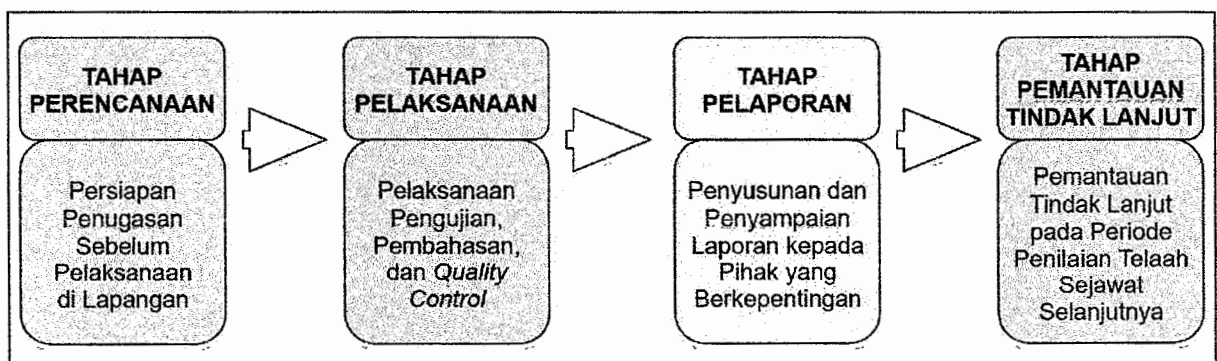 TAHAP
PERENCANAAN
Persiapan
Penugasan
Sebelum
Pelaksanaan
di Lapangan
TAHAP
PELAKSANAAN
Pelaksanaan
Pengujian,
Pembahasan,
dan Quality
Control
TAHAP
PELAPORAN
Penyusunan dan
Penyampaian
Laporan kepada
Pihak yang
Berkepentingan
TAHAP
PEMANTAUAN
TINDAK LANJUT
Pemantauan
Tindak Lanjut
pada Periode
Penilaian Telaah
Sejawat
Selanjutnya